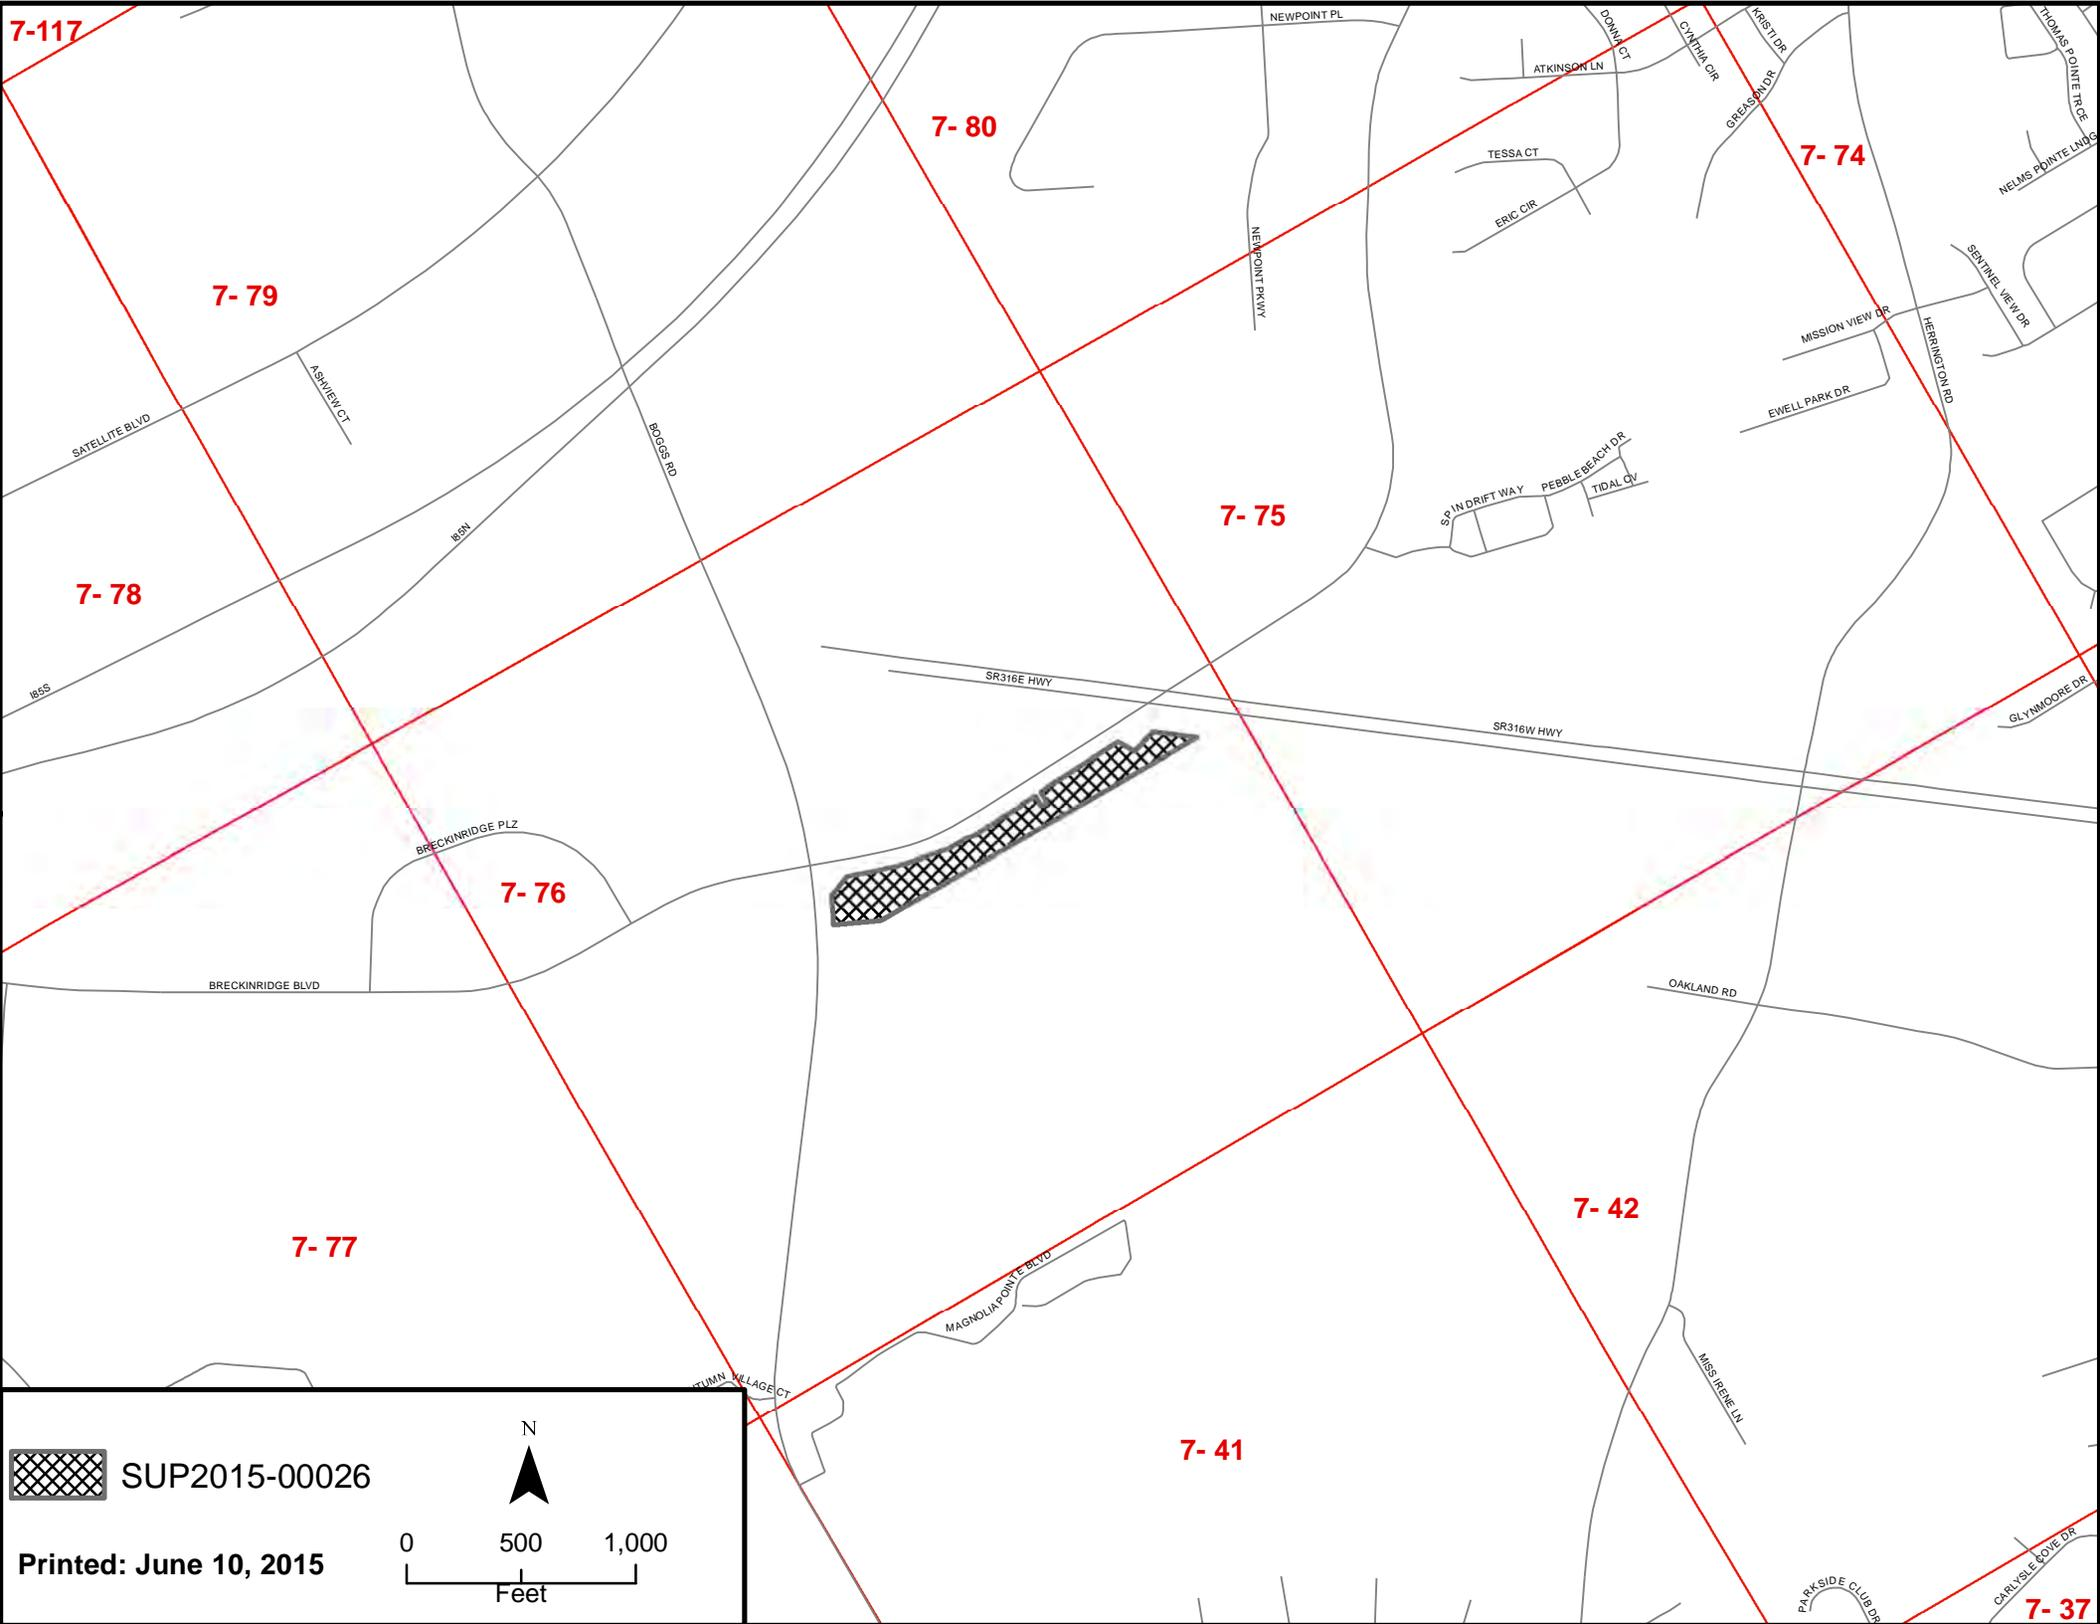 7-117
NEWPOINT PL
DONNA CT
CYNTHIA CIR
KRISTI DR
THOMAS POINTE TRCE
ATKINSON LN
GREASON DR
7- 80
TESSA CT
7- 74
NELMS POINTE LNDG
ERIC CIR
NEWPOINT PKWY
SENTINEL VIEW DR
7- 79
MISSION VIEW DR
HERRINGTON RD
ASHVIEW CT
EWELL PARK DR
SATELLITE BLVD
BOGGS RD
PEBBLE BEACH DR
SPINDRIFT WAY
TIDAL CV
7- 75
I85N
7- 78
SR316E HWY
I85S
GLYNMOORE DR
SR316W HWY
BRECKINRIDGE PLZ
7- 76
BRECKINRIDGE BLVD
OAKLAND RD
7- 42
7- 77
MAGNOLIA POINTE BLVD
MISS IRENE LN
VILLAGE CT
7- 41
N
SUP2015-00026
0 500 1,000
Feet
Printed: June 10, 2015
CARLYSLE COVE DR
PARKSIDE CLUB DR
7- 37